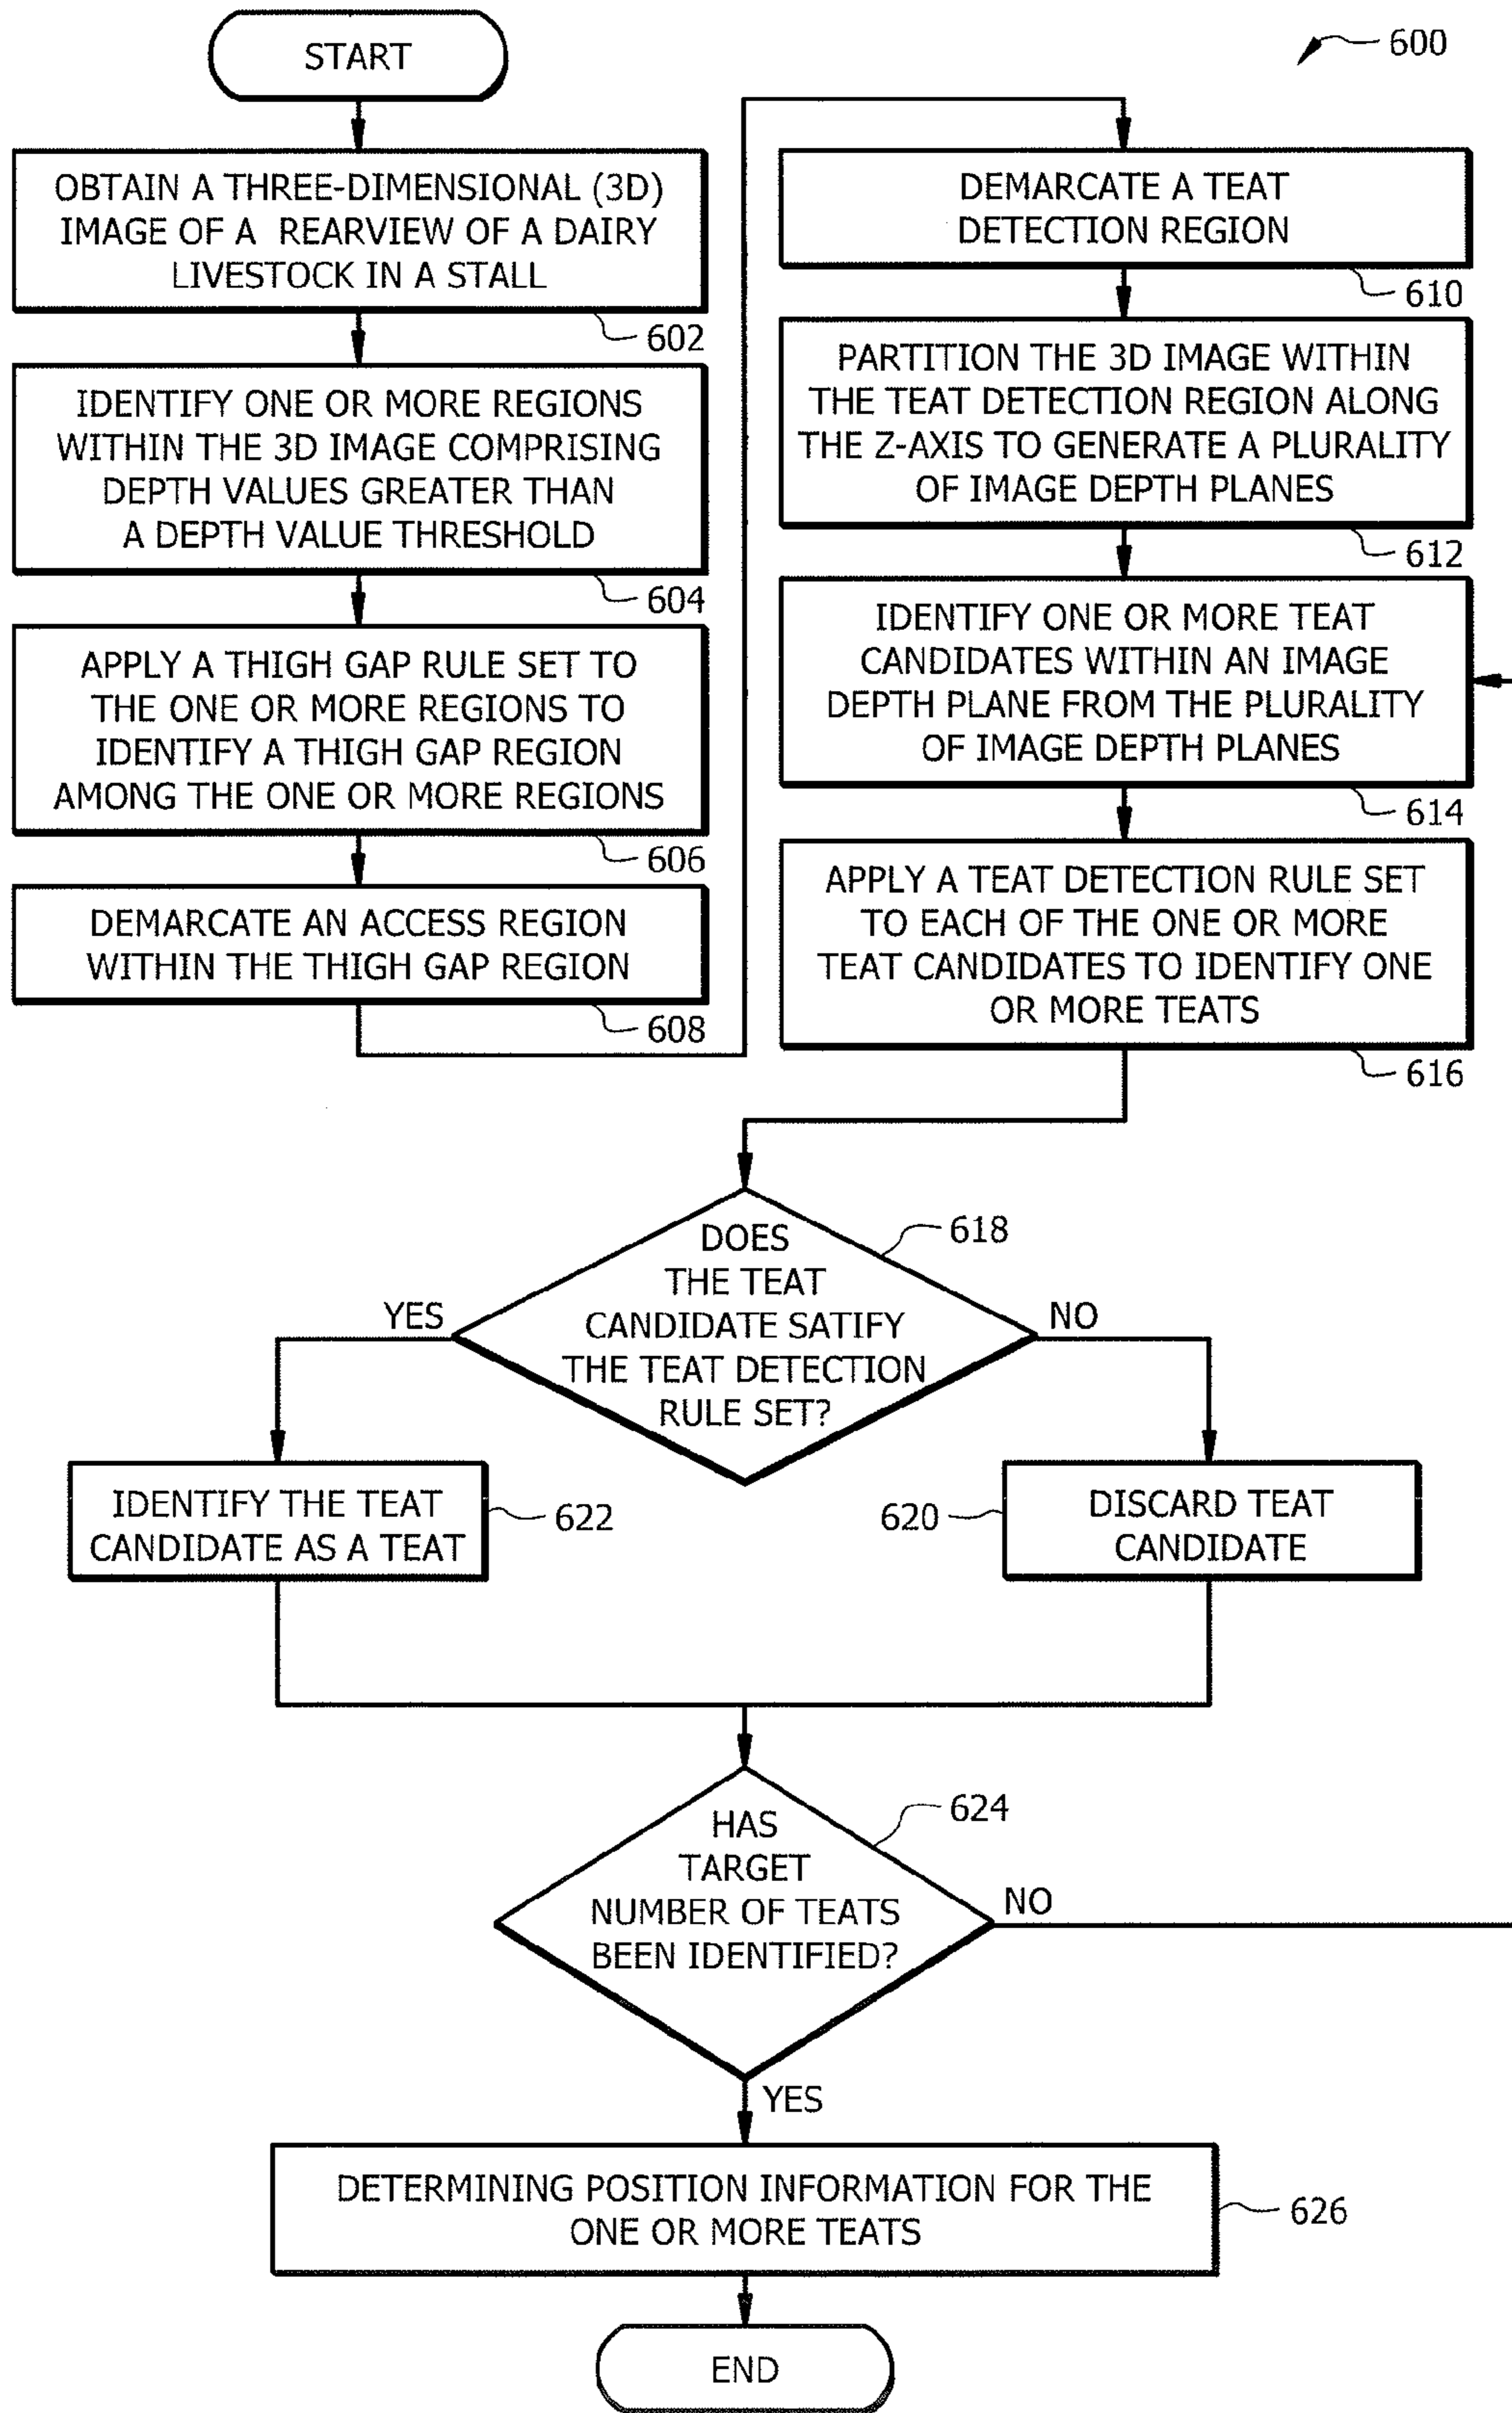 START
600
OBTAIN A THREE-DIMENSIONAL (3D)
IMAGE OF A REARVIEW OF A DAIRY
LIVESTOCK IN A STALL
602
IDENTIFY ONE OR MORE REGIONS
WITHIN THE 3D IMAGE COMPRISING
DEPTH VALUES GREATER THAN
A DEPTH VALUE THRESHOLD
604
APPLY A THIGH GAP RULE SET TO
THE ONE OR MORE REGIONS TO
IDENTIFY A THIGH GAP REGION
AMONG THE ONE OR MORE REGIONS
606
DEMARCATE AN ACCESS REGION
WITHIN THE THIGH GAP REGION
608
DEMARCATE A TEAT
DETECTION REGION
610
PARTITION THE 3D IMAGE WITHIN
THE TEAT DETECTION REGION ALONG
THE Z-AXIS TO GENERATE A PLURALITY
OF IMAGE DEPTH PLANES
612
IDENTIFY ONE OR MORE TEAT
CANDIDATES WITHIN AN IMAGE
DEPTH PLANE FROM THE PLURALITY
OF IMAGE DEPTH PLANES
614
APPLY A TEAT DETECTION RULE SET
TO EACH OF THE ONE OR MORE
TEAT CANDIDATES TO IDENTIFY ONE
OR MORE TEATS
616
DOES
THE TEAT
CANDIDATE SATIFY
THE TEAT DETECTION
RULE SET?
618
YES
NO
IDENTIFY THE TEAT
CANDIDATE AS A TEAT
622
620
DISCARD TEAT
CANDIDATE
HAS
TARGET
NUMBER OF TEATS
BEEN IDENTIFIED?
624
NO
YES
DETERMINING POSITION INFORMATION FOR THE
ONE OR MORE TEATS
626
END